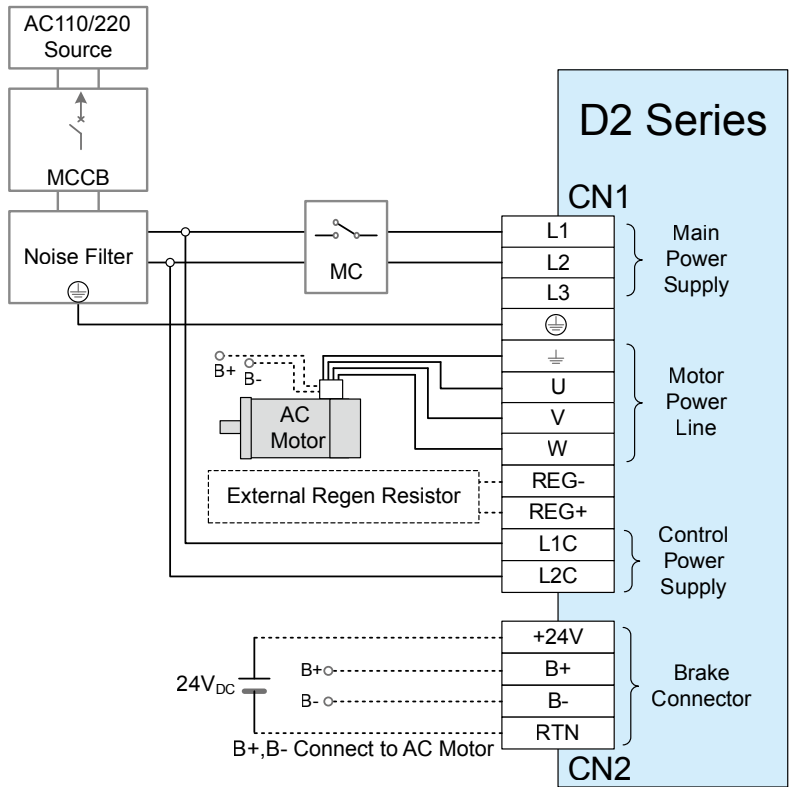 AC110/220
Source
MCCB
Noise Filter
MC
D2 Series
CN1
L1
L2
L3
Main
Power
Supply
U
V
W
Motor
Power
Line
B+
B-
AC
Motor
External Regen Resistor
REG-
REG+
L1C
L2C
Control
Power
Supply
+24V
B+
B-
RTN
Brake
Connector
24VDC
B+
B-
B+,B- Connect to AC Motor
CN2